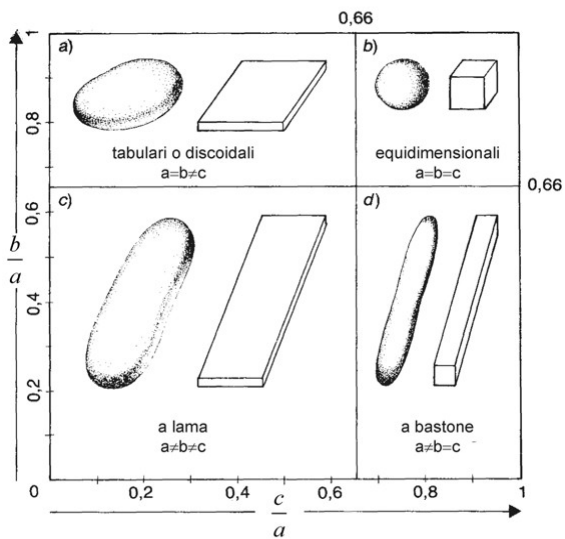 0,66
1
a)
b)
0,8
tabulari o discoidali
a=b≠c
equidimensionali
a=b=c
0,66
0,6
c)
d)
b
a
0,4
0,2
a lama
a≠b≠c
a bastone
a≠b=c
0
0,2
0,4
0,6
0,8
1
c
a